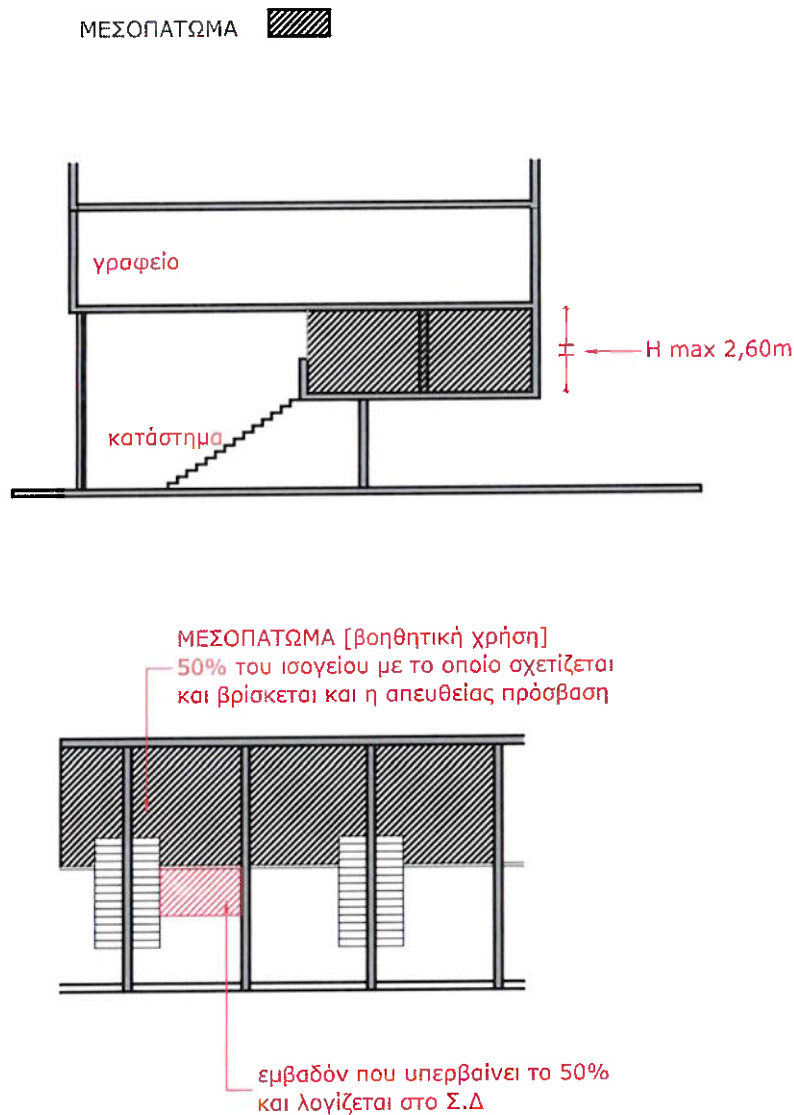 ΜΕΣΟΠΑΤΩΜΑ
γραφείο
H max 2,60m
κατάστημα
ΜΕΣΟΠΑΤΩΜΑ [βοηθητική χρήση]
50% του ισογείου με το οποίο σχετίζεται
και βρίσκεται και η απευθείας πρόσβαση
εμβαδόν που υπερβαίνει το 50%
και λογίζεται στο Σ.Δ